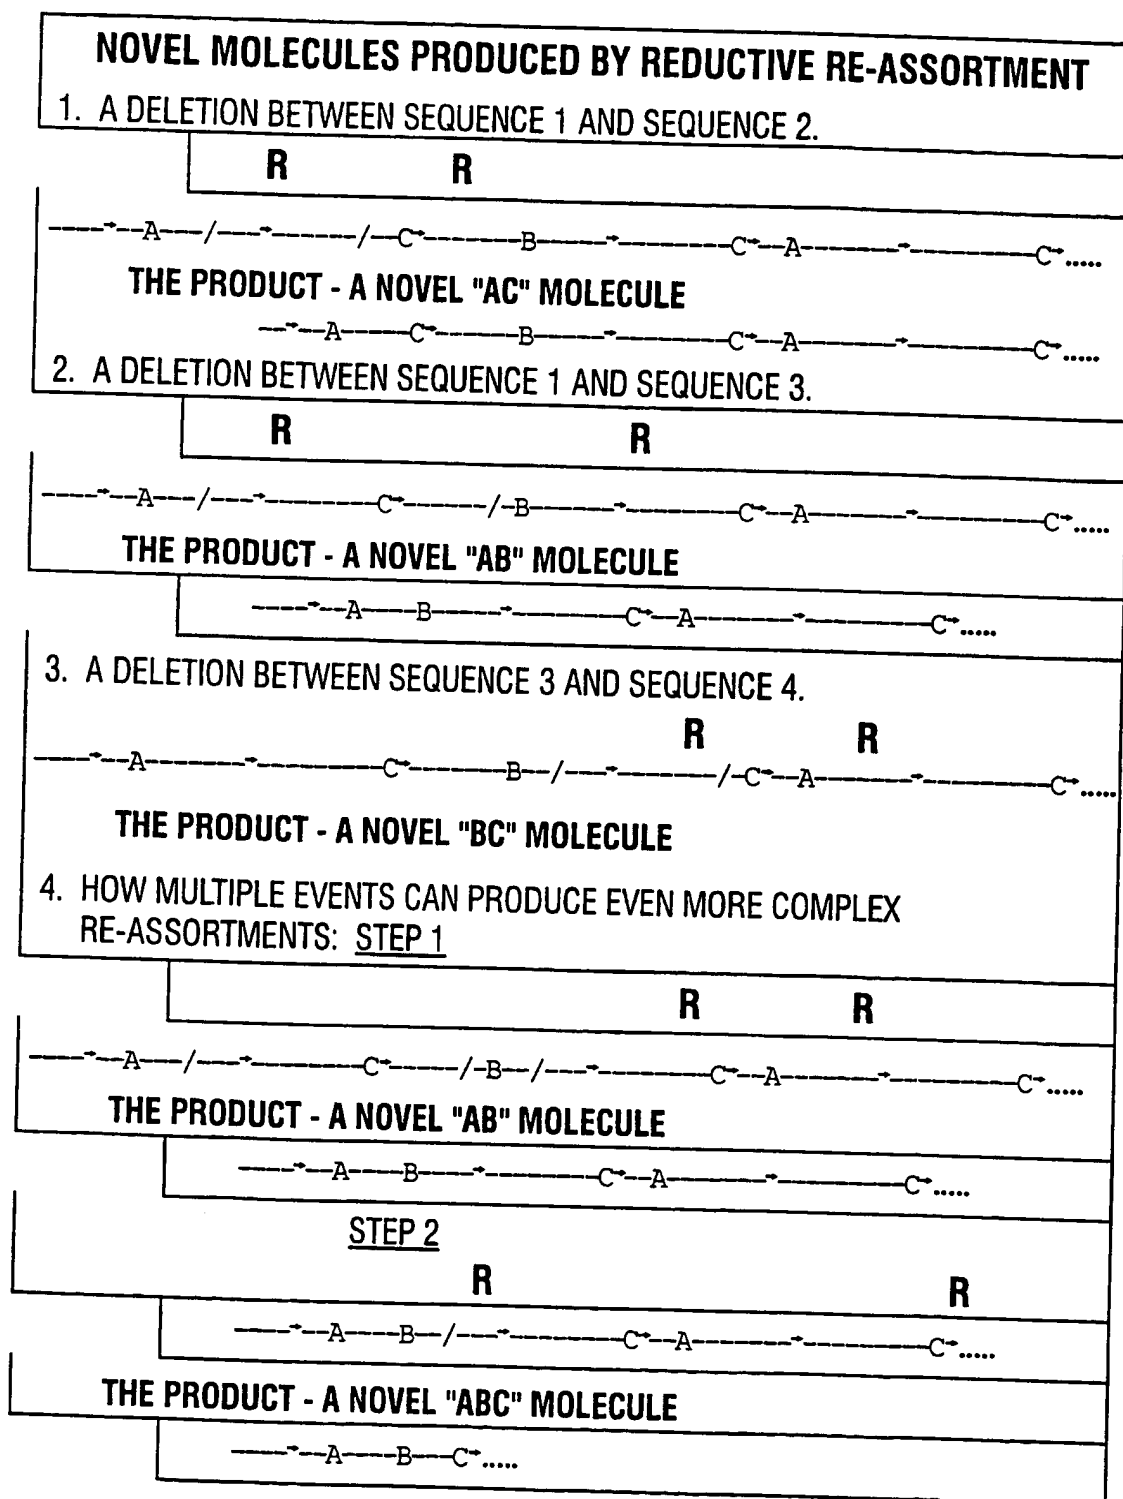 NOVEL MOLECULES PRODUCED BY REDUCTIVE RE-ASSORTMENT
1. A DELETION BETWEEN SEQUENCE 1 AND SEQUENCE 2.
R R
A / / C B C A C.....
THE PRODUCT - A NOVEL "AC" MOLECULE
A C B C A C.....
2. A DELETION BETWEEN SEQUENCE 1 AND SEQUENCE 3.
R R
A / C / B C A C.....
THE PRODUCT - A NOVEL "AB" MOLECULE
A B C A C.....
3. A DELETION BETWEEN SEQUENCE 3 AND SEQUENCE 4.
R R
A C B / / C A C.....
THE PRODUCT - A NOVEL "BC" MOLECULE
4. HOW MULTIPLE EVENTS CAN PRODUCE EVEN MORE COMPLEX
RE-ASSORTMENTS: STEP 1
R R
A / C / B / C A C.....
THE PRODUCT - A NOVEL "AB" MOLECULE
A B C A C.....
STEP 2
R R
A B / C A C.....
THE PRODUCT - A NOVEL "ABC" MOLECULE
A B C.....